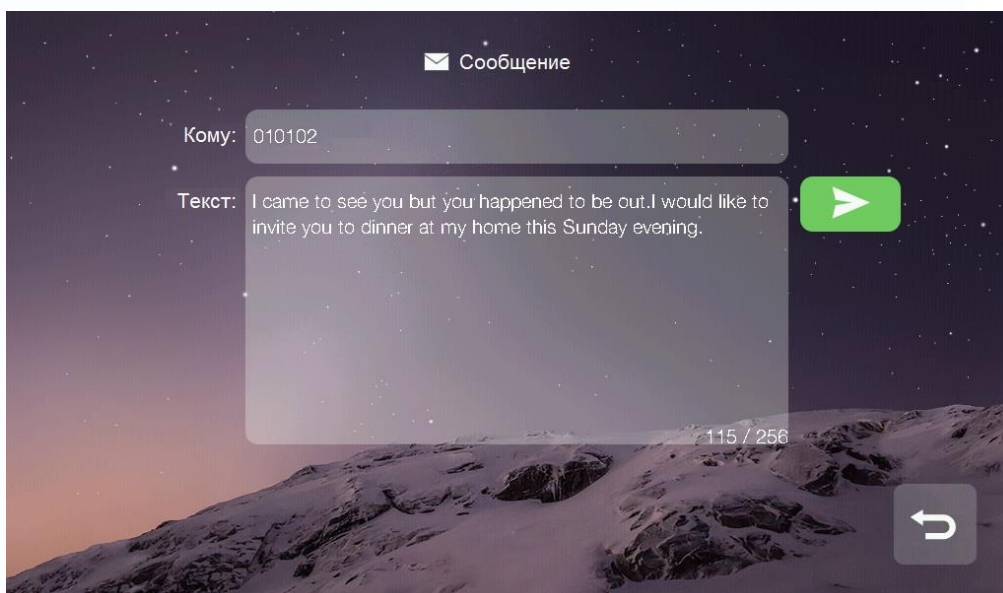 Сообщение
Кому: 010102
Текст: I came to see you but you happened to be out.I would like to
invite you to dinner at my home this Sunday evening.
115 / 256